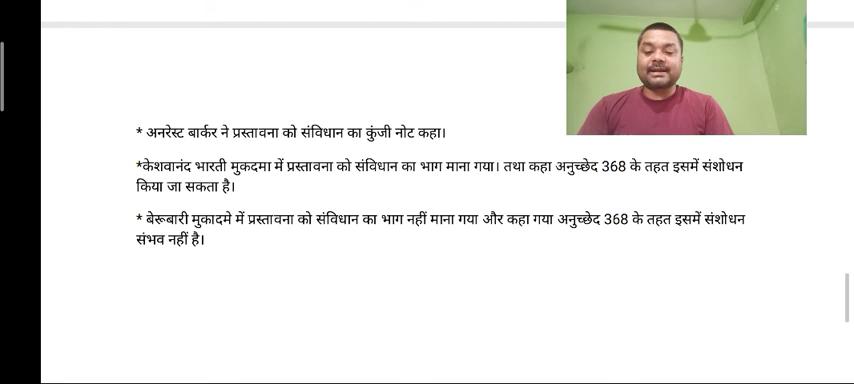 * अनरेस्ट बार्कर ने प्रस्तावना को संविधान का कुंजी नोट कहा।
*केशवानंद भारती मुकदमा में प्रस्तावना को संविधान का भाग माना गया। तथा कहा अनुच्छेद 368 के तहत इसमें संशोधन
किया जा सकता है।
* बेरूबारी मुकादमे में प्रस्तावना को संविधान का भाग नहीं माना गया और कहा गया अनुच्छेद 368 के तहत इसमें संशोधन
संभव नहीं है।